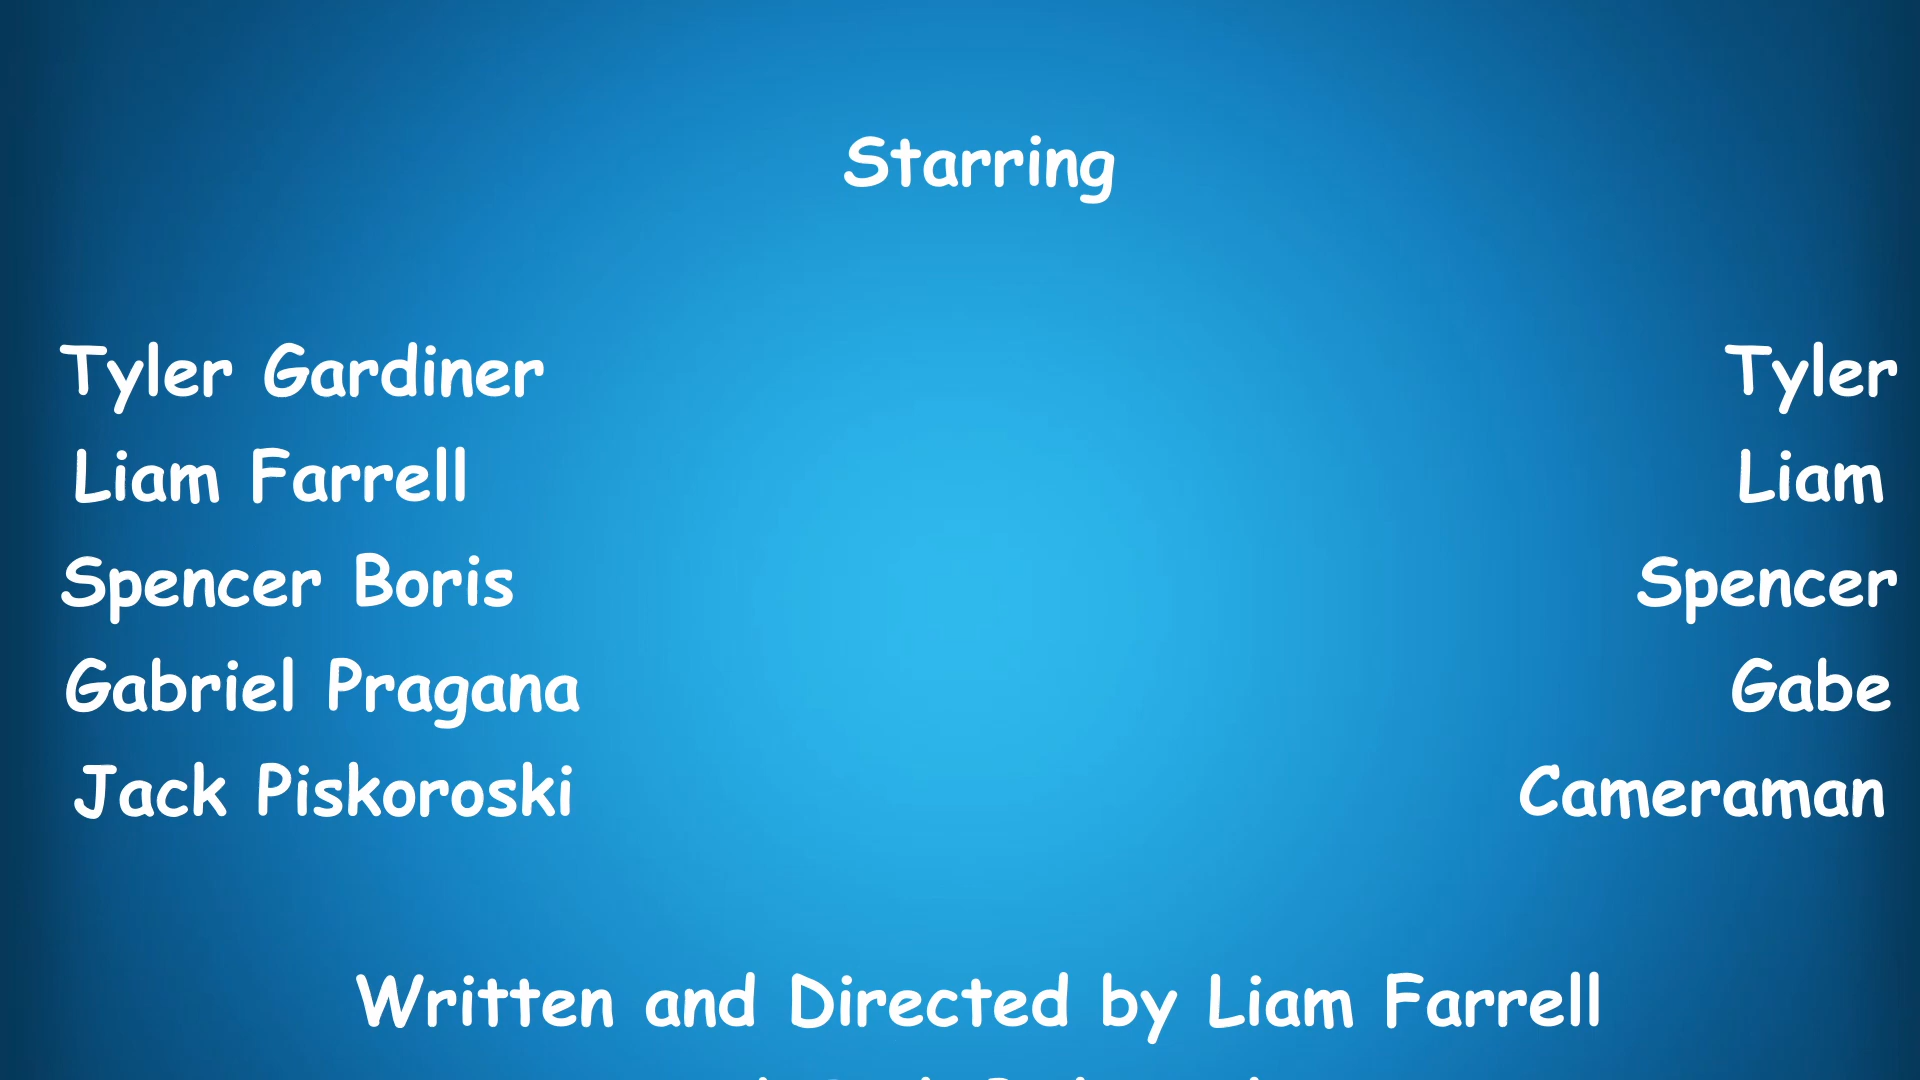 Starring
Tyler Gardiner Tyler
Liam Farrell Liam
Spencer Boris Spencer
Gabriel Pragana Gabe
Jack Piskoroski Cameraman
Written and Directed by Liam Farrell